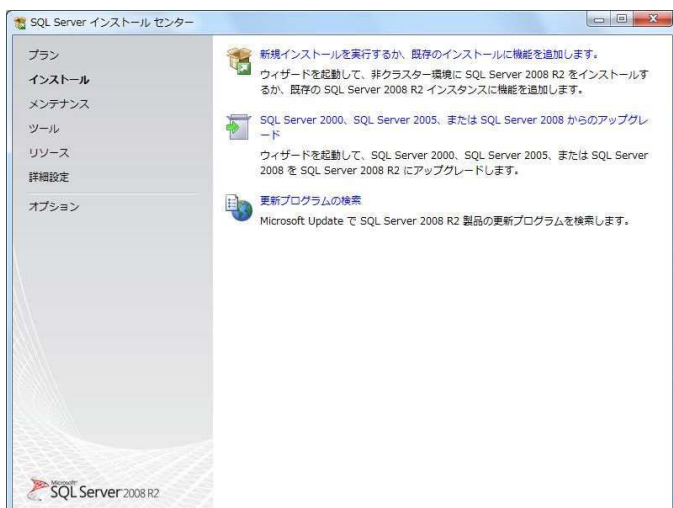 SQL Server インストール センター
プラン
インストール
メンテナンス
ツール
リソース
詳細設定
オプション
新規インストールを実行するか、既存のインストールに機能を追加します。
ウィザードを起動して、非クラスター環境に SQL Server 2008 R2 をインストールす
るか、既存の SQL Server 2008 R2 インスタンスに機能を追加します。
SQL Server 2000、SQL Server 2005、または SQL Server 2008 からのアップグレ
ード
ウィザードを起動して、SQL Server 2000、SQL Server 2005、または SQL Server
2008 を SQL Server 2008 R2 にアップグレードします。
更新プログラムの検索
Microsoft Update で SQL Server 2008 R2 製品の更新プログラムを検索します。
Microsoft
SQL Server 2008 R2